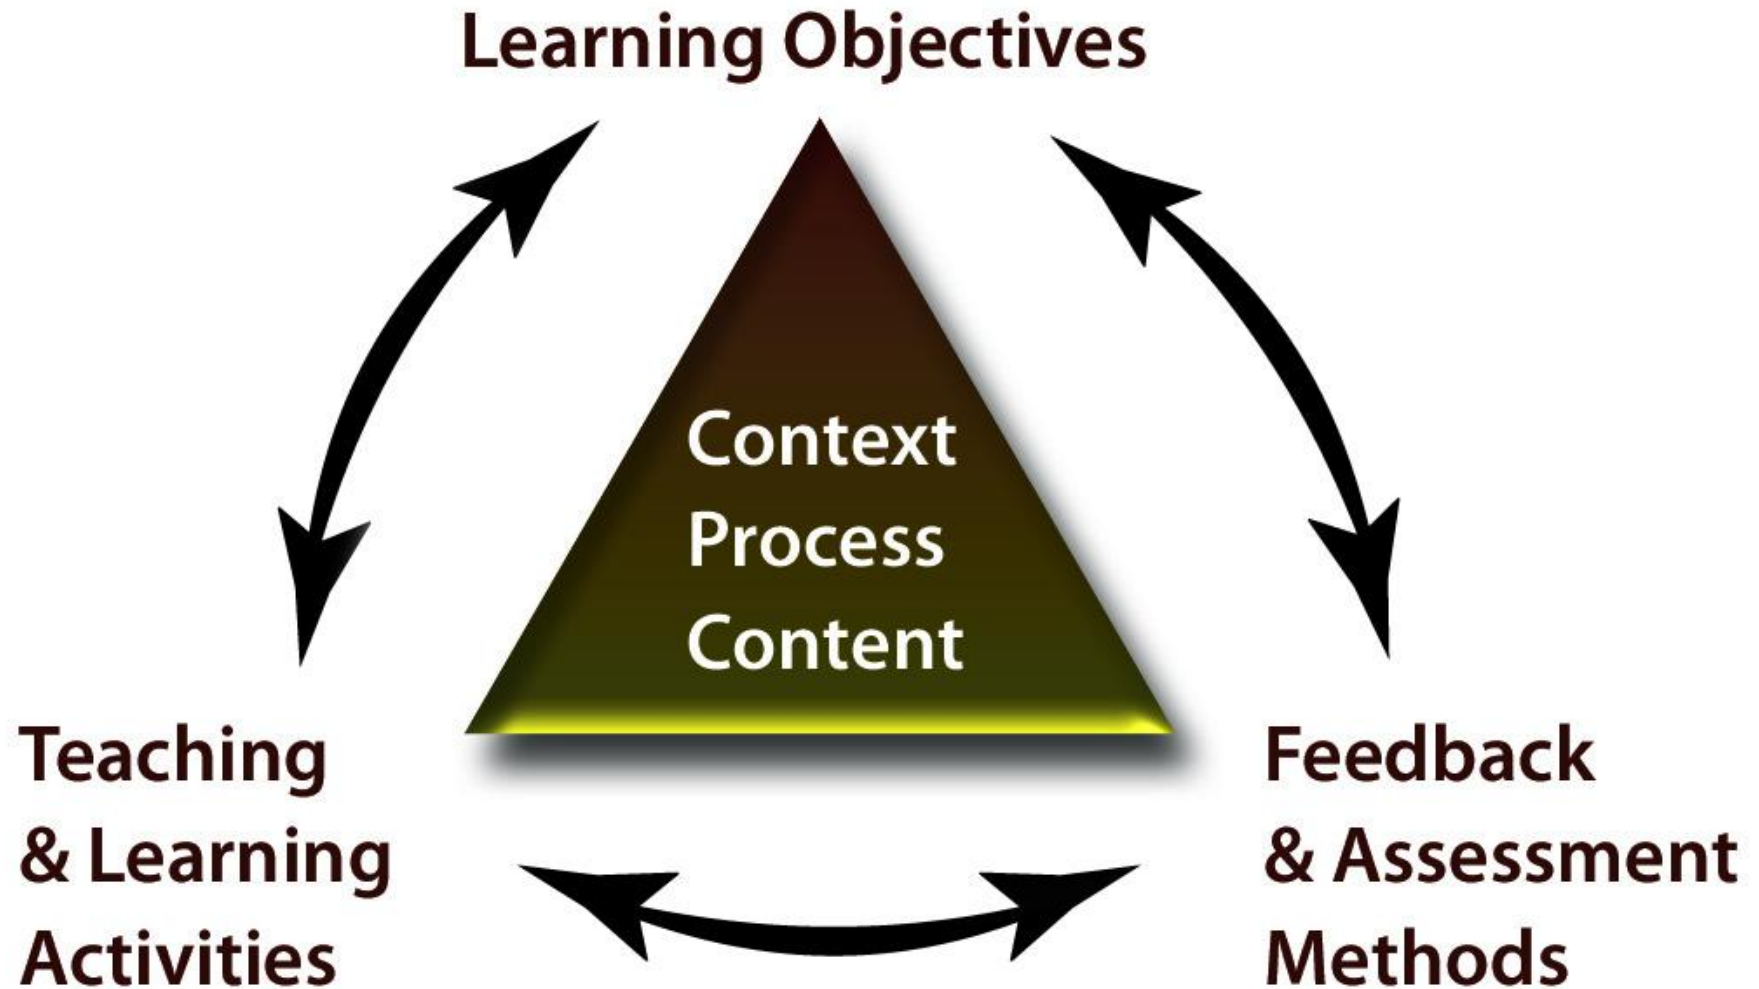 Learning Objectives
Context
Process
Content
Teaching
& Learning
Activities
Feedback
& Assessment
Methods